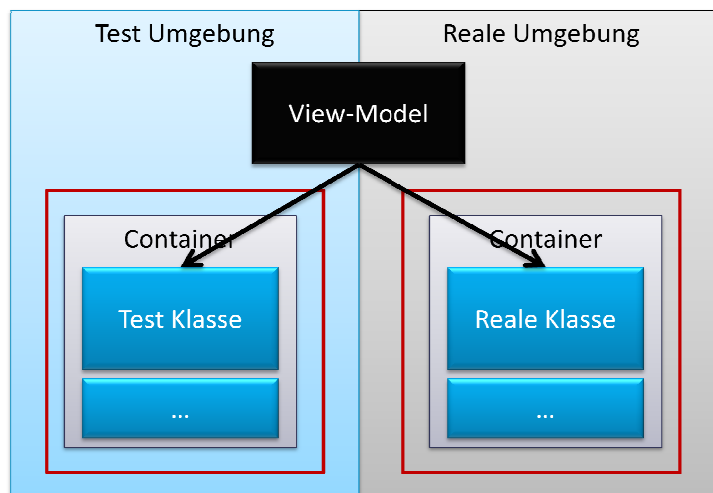 Test Umgebung
Reale Umgebung
View-Model
Container
Container
Test Klasse
Reale Klasse
...
...